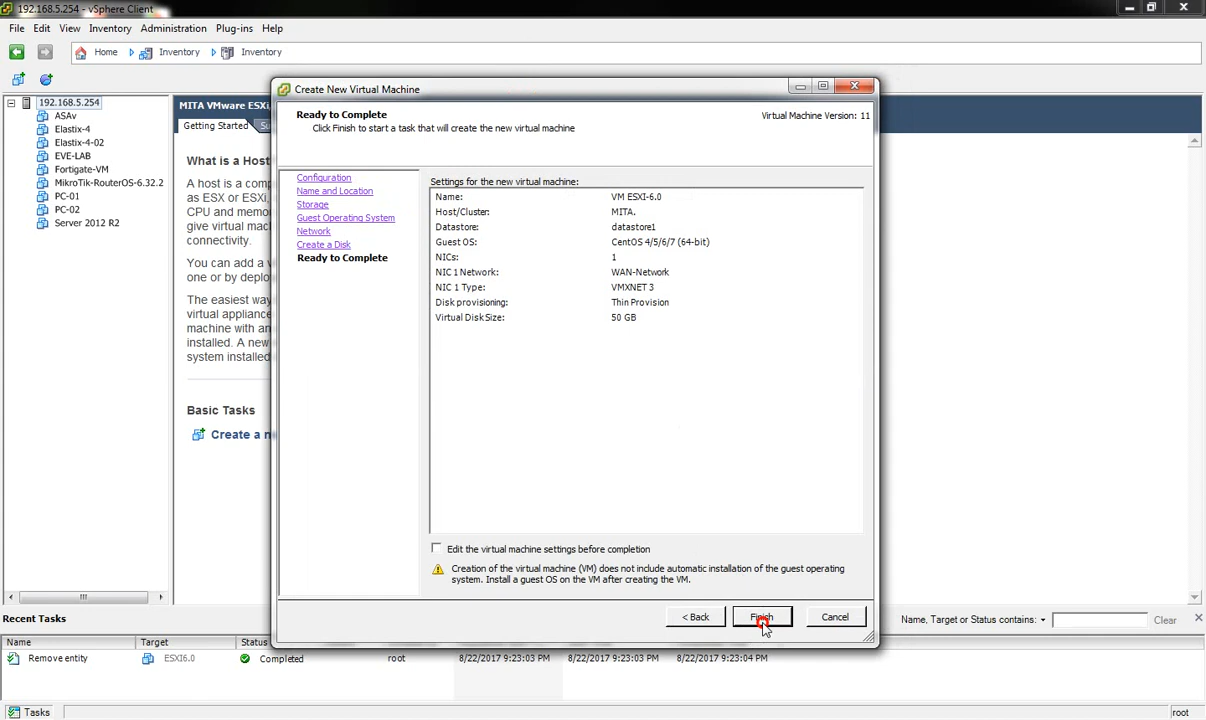 192.168.5.254 - vSphere Client
File Edit View Inventory Administration Plug-ins Help
Home Inventory Inventory
192.168.5.254
ASAv
Elastix-4
Elastix-4-02
EVE-LAB
Fortigate-VM
MikroTik-RouterOS-6.32.2
PC-01
PC-02
Server 2012 R2
MITA VMware ESXi,
Getting Started
What is a Host
A host is a comp
as ESX or ESXi,
CPU and memor
give virtual mac
connectivity.
You can add a v
one or by deplo
The easiest way
virtual appliance
machine with an
installed. A new
system installed
Basic Tasks
Create a ne
Create New Virtual Machine
Ready to Complete
Click Finish to start a task that will create the new virtual machine
Virtual Machine Version: 11
Configuration
Name and Location
Storage
Guest Operating System
Network
Create a Disk
Ready to Complete
Settings for the new virtual machine:
Name: VM ESXI-6.0
Host/Cluster: MITA.
Datastore: datastore1
Guest OS: CentOS 4/5/6/7 (64-bit)
NICs: 1
NIC 1 Network: WAN-Network
NIC 1 Type: VMXNET 3
Disk provisioning: Thin Provision
Virtual Disk Size: 50 GB
Edit the virtual machine settings before completion
Creation of the virtual machine (VM) does not include automatic installation of the guest operating
system. Install a guest OS on the VM after creating the VM.
< Back Finish Cancel
Recent Tasks
Name, Target or Status contains: Clear
Name Target Status
Remove entity ESXI6.0 Completed root 8/22/2017 9:23:03 PM 8/22/2017 9:23:03 PM 8/22/2017 9:23:04 PM
Tasks root